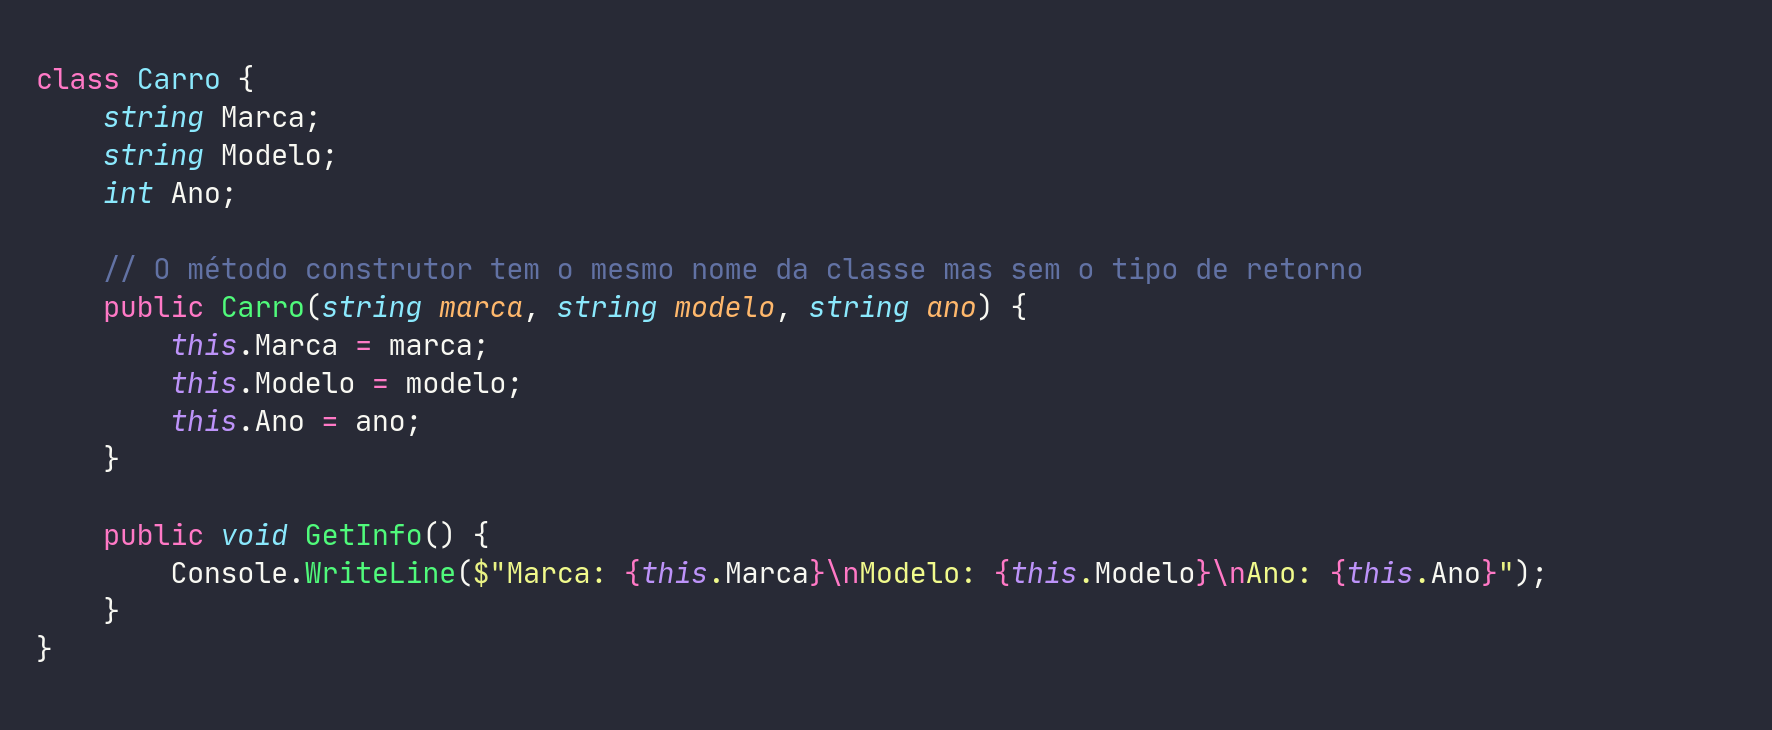 class Carro {
    string Marca;
    string Modelo;
    int Ano;

    // O método construtor tem o mesmo nome da classe mas sem o tipo de retorno
    public Carro(string marca, string modelo, string ano) {
        this.Marca = marca;
        this.Modelo = modelo;
        this.Ano = ano;
    }

    public void GetInfo() {
        Console.WriteLine($"Marca: {this.Marca}\nModelo: {this.Modelo}\nAno: {this.Ano}");
    }
}